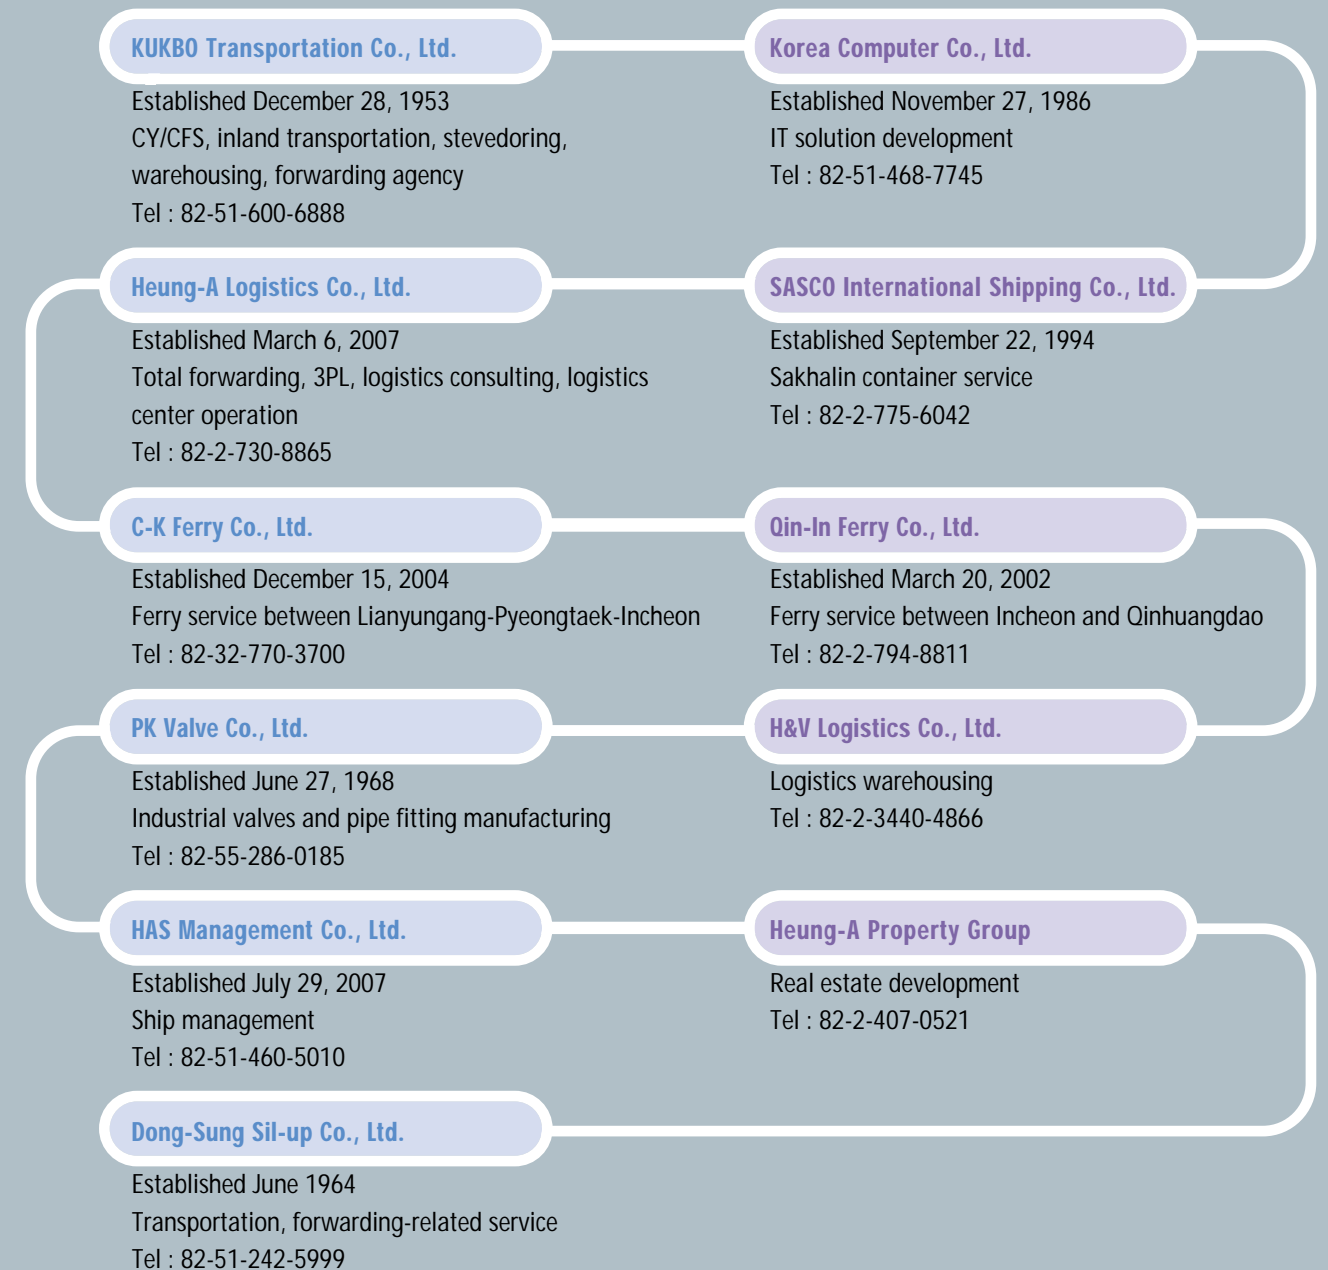 KUKBO Transportation Co., Ltd.
Established December 28, 1953
CY/CFS, inland transportation, stevedoring,
warehousing, forwarding agency
Tel : 82-51-600-6888
Korea Computer Co., Ltd.
Established November 27, 1986
IT solution development
Tel : 82-51-468-7745
Heung-A Logistics Co., Ltd.
Established March 6, 2007
Total forwarding, 3PL, logistics consulting, logistics
center operation
Tel : 82-2-730-8865
SASCO International Shipping Co., Ltd.
Established September 22, 1994
Sakhalin container service
Tel : 82-2-775-6042
C-K Ferry Co., Ltd.
Established December 15, 2004
Ferry service between Lianyungang-Pyeongtaek-Incheon
Tel : 82-32-770-3700
Qin-In Ferry Co., Ltd.
Established March 20, 2002
Ferry service between Incheon and Qinhuangdao
Tel : 82-2-794-8811
PK Valve Co., Ltd.
Established June 27, 1968
Industrial valves and pipe fitting manufacturing
Tel : 82-55-286-0185
H&V Logistics Co., Ltd.
Logistics warehousing
Tel : 82-2-3440-4866
HAS Management Co., Ltd.
Established July 29, 2007
Ship management
Tel : 82-51-460-5010
Heung-A Property Group
Real estate development
Tel : 82-2-407-0521
Dong-Sung Sil-up Co., Ltd.
Established June 1964
Transportation, forwarding-related service
Tel : 82-51-242-5999